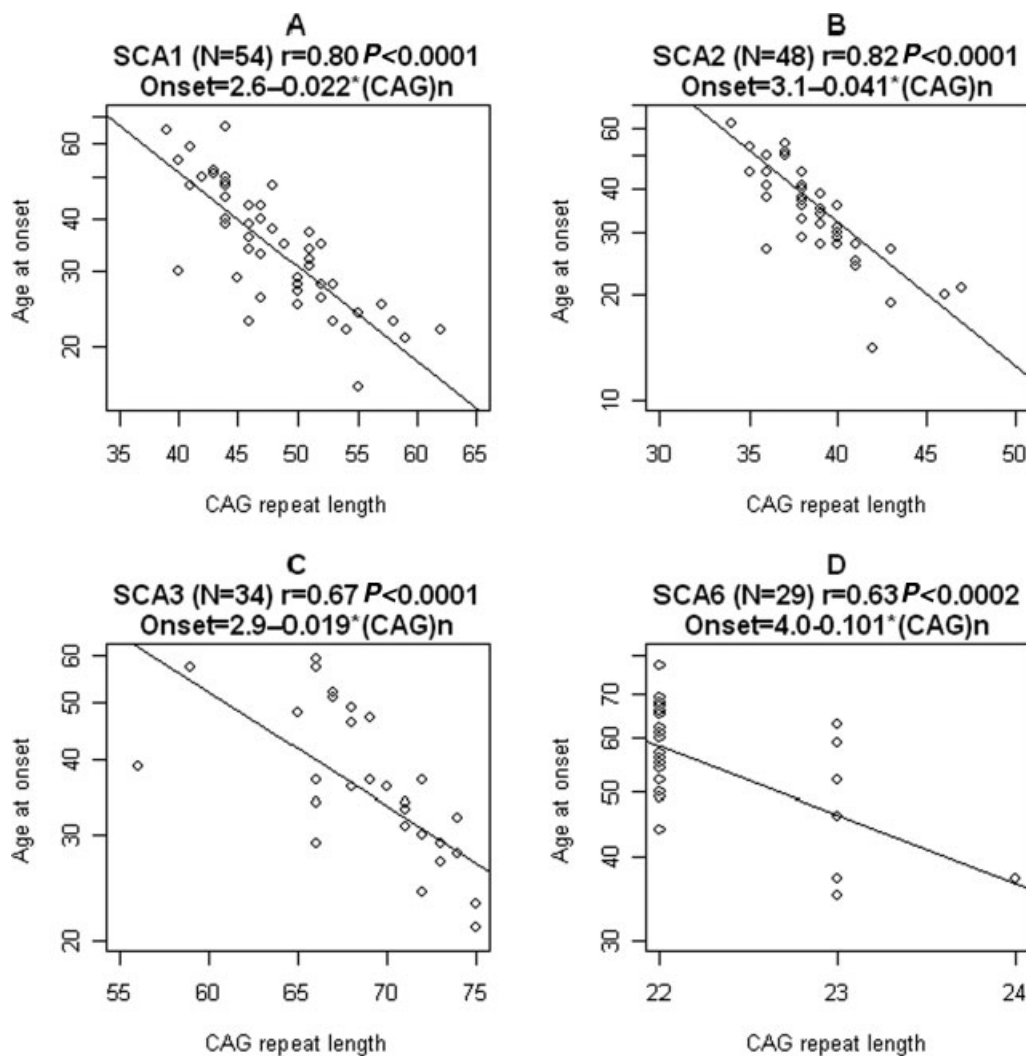 A
SCA1 (N=54) r=0.80 P<0.0001
Onset=2.6–0.022*(CAG)n
Age at onset
60
40
30
20
35 40 45 50 55 60 65
CAG repeat length
B
SCA2 (N=48) r=0.82 P<0.0001
Onset=3.1–0.041*(CAG)n
Age at onset
60
40
30
20
10
30 35 40 45 50
CAG repeat length
C
SCA3 (N=34) r=0.67 P<0.0001
Onset=2.9–0.019*(CAG)n
Age at onset
60
50
40
30
20
55 60 65 70 75
CAG repeat length
D
SCA6 (N=29) r=0.63 P<0.0002
Onset=4.0-0.101*(CAG)n
Age at onset
70
60
50
40
30
22 23 24
CAG repeat length